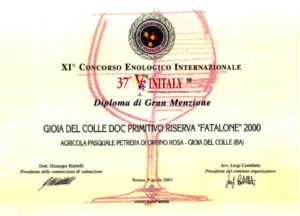 XI° CONCORSO ENOLOGICO INTERNAZIONALE
37° VINITALY
Diploma di Gran Menzione
GIOIA DEL COLLE DOC PRIMITIVO RISERVA "FATALONE" 2000
AGRICOLA PASQUALE PETRERA DI ORFINO ROSA - GIOIA DEL COLLE (BA)
Dott. Giuseppe Martelli
Presidente delle commissioni di valutazione
Verona, 9 aprile 2003
Avv. Luigi Castelletti
Presidente del comitato organizzatore